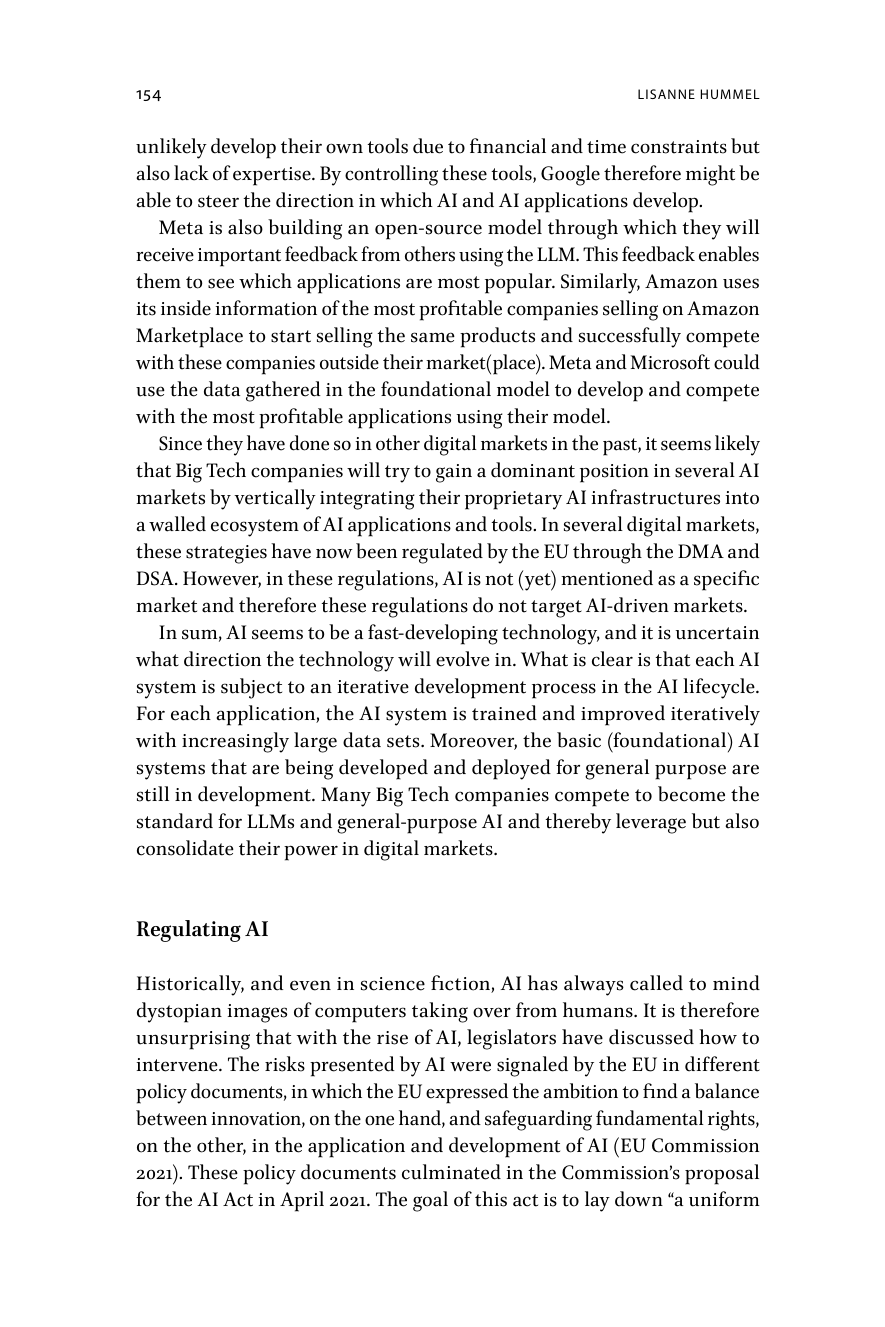 154
LISANNE HUMMEL
unlikely develop their own tools due to financial and time constraints but
also lack of expertise. By controlling these tools, Google therefore might be
able to steer the direction in which AI and AI applications develop.
Meta is also building an open-source model through which they will
receive important feedback from others using the LLM. This feedback enables
them to see which applications are most popular. Similarly, Amazon uses
its inside information of the most profitable companies selling on Amazon
Marketplace to start selling the same products and successfully compete
with these companies outside their market(place). Meta and Microsoft could
use the data gathered in the foundational model to develop and compete
with the most profitable applications using their model.
Since they have done so in other digital markets in the past, it seems likely
that Big Tech companies will try to gain a dominant position in several AI
markets by vertically integrating their proprietary AI infrastructures into
a walled ecosystem of AI applications and tools. In several digital markets,
these strategies have now been regulated by the EU through the DMA and
DSA. However, in these regulations, AI is not (yet) mentioned as a specific
market and therefore these regulations do not target AI-driven markets.
In sum, AI seems to be a fast-developing technology, and it is uncertain
what direction the technology will evolve in. What is clear is that each AI
system is subject to an iterative development process in the AI lifecycle.
For each application, the AI system is trained and improved iteratively
with increasingly large data sets. Moreover, the basic (foundational) AI
systems that are being developed and deployed for general purpose are
still in development. Many Big Tech companies compete to become the
standard for LLMs and general-purpose AI and thereby leverage but also
consolidate their power in digital markets.
Regulating AI
Historically, and even in science fiction, AI has always called to mind
dystopian images of computers taking over from humans. It is therefore
unsurprising that with the rise of AI, legislators have discussed how to
intervene. The risks presented by AI were signaled by the EU in different
policy documents, in which the EU expressed the ambition to find a balance
between innovation, on the one hand, and safeguarding fundamental rights,
on the other, in the application and development of AI (EU Commission
2021). These policy documents culminated in the Commission’s proposal
for the AI Act in April 2021. The goal of this act is to lay down “a uniform